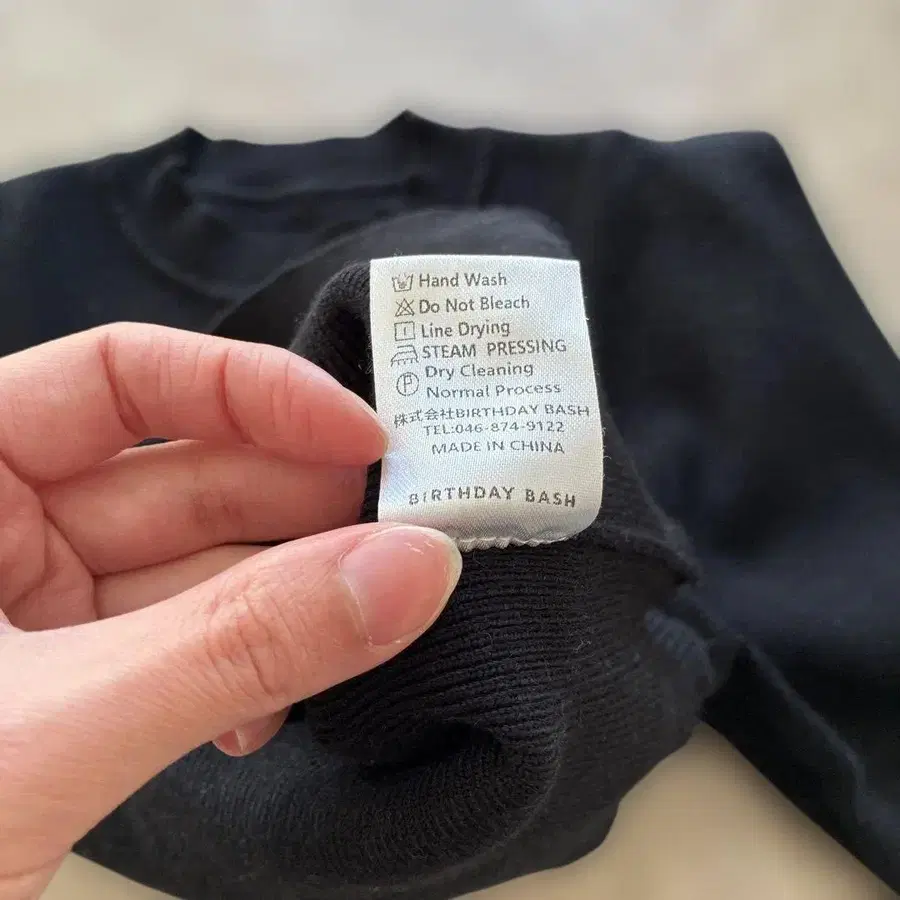 Hand Wash
Do Not Bleach
Line Drying
STEAM PRESSING
Dry Cleaning
P Normal Process
株式会社BIRTHDAY BASH
TEL:046-874-9122
MADE IN CHINA
BIRTHDAY BASH